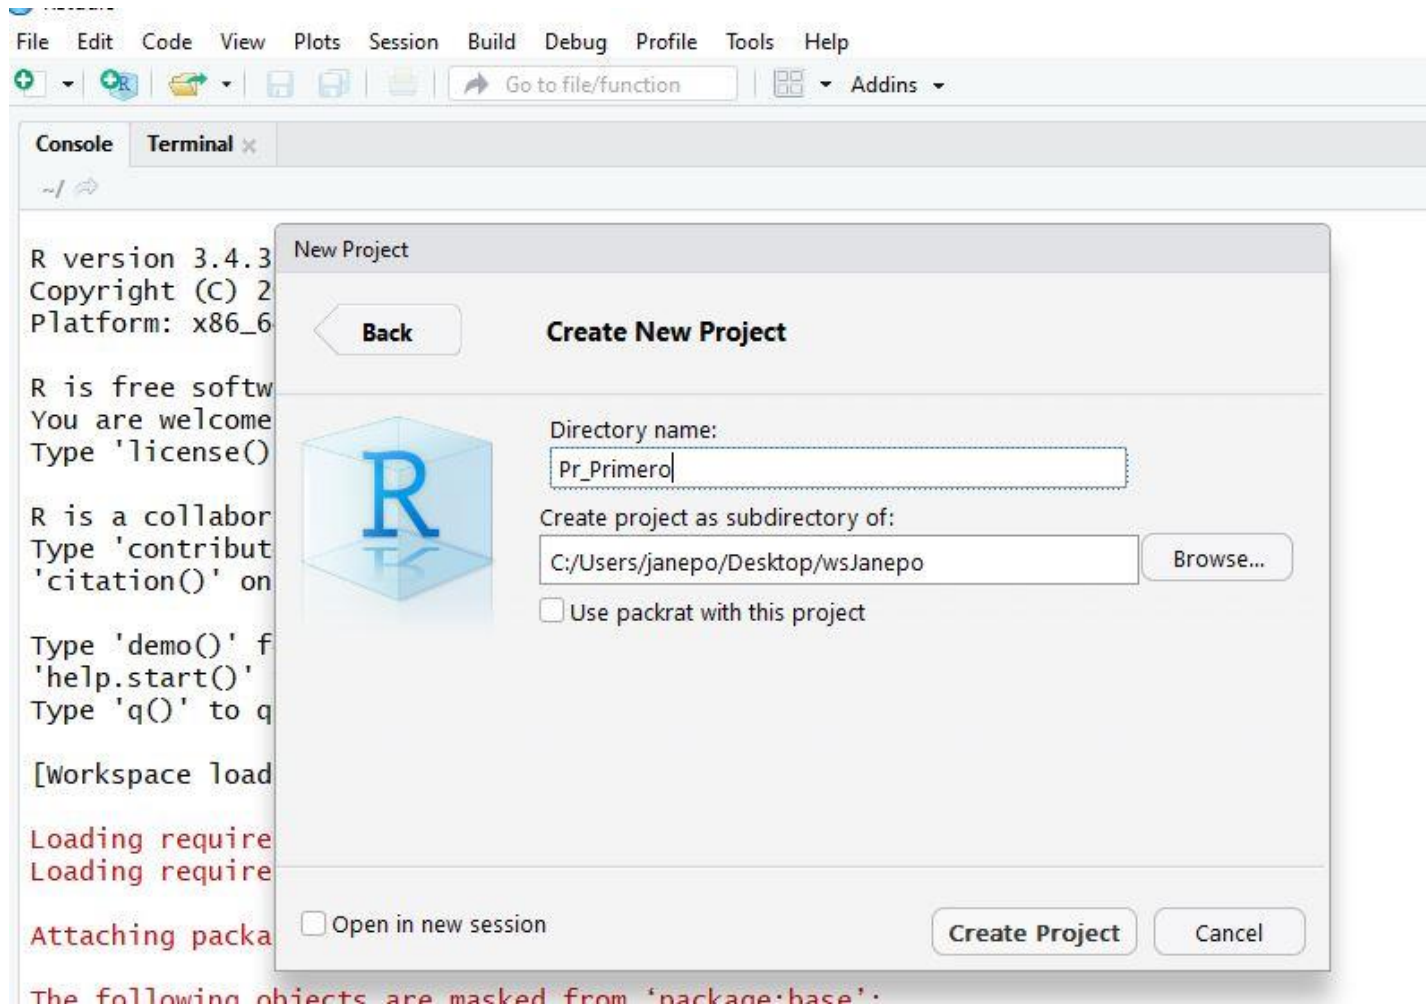 File Edit Code View Plots Session Build Debug Profile Tools Help
Go to file/function Addins
Console Terminal
~/
R version 3.4.3
Copyright (C) 2
Platform: x86_6
R is free softw
You are welcome
Type 'license()
R is a collabor
Type 'contribut
'citation()' on
Type 'demo()' f
'help.start()'
Type 'q()' to q
[Workspace load
Loading require
Loading require
Attaching packa
The following objects are masked from ‘package:base’:
New Project
Back Create New Project
R
Directory name:
Pr_Primero
Create project as subdirectory of:
C:/Users/janepo/Desktop/wsJanepo Browse...
Use packrat with this project
Open in new session Create Project Cancel